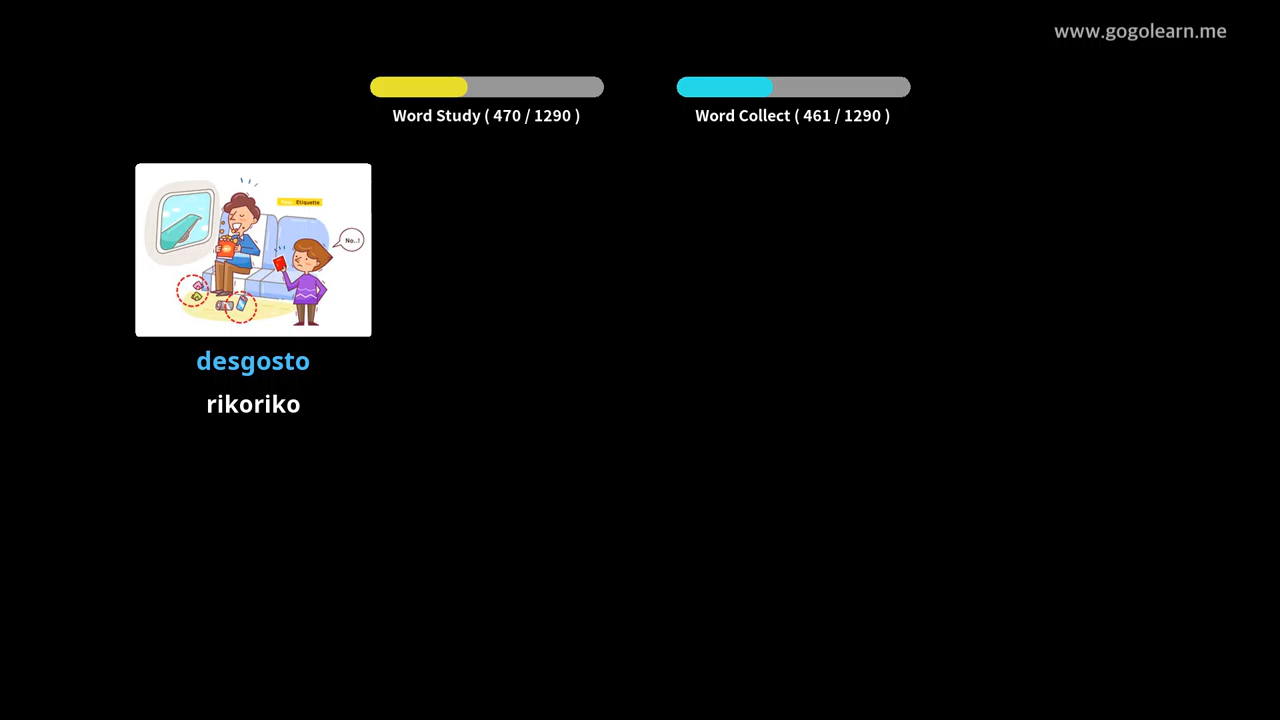 www.gogolearn.me
Word Study ( 470 / 1290 )
Word Collect ( 461 / 1290 )
Etiquette
No..!
desgosto
rikoriko